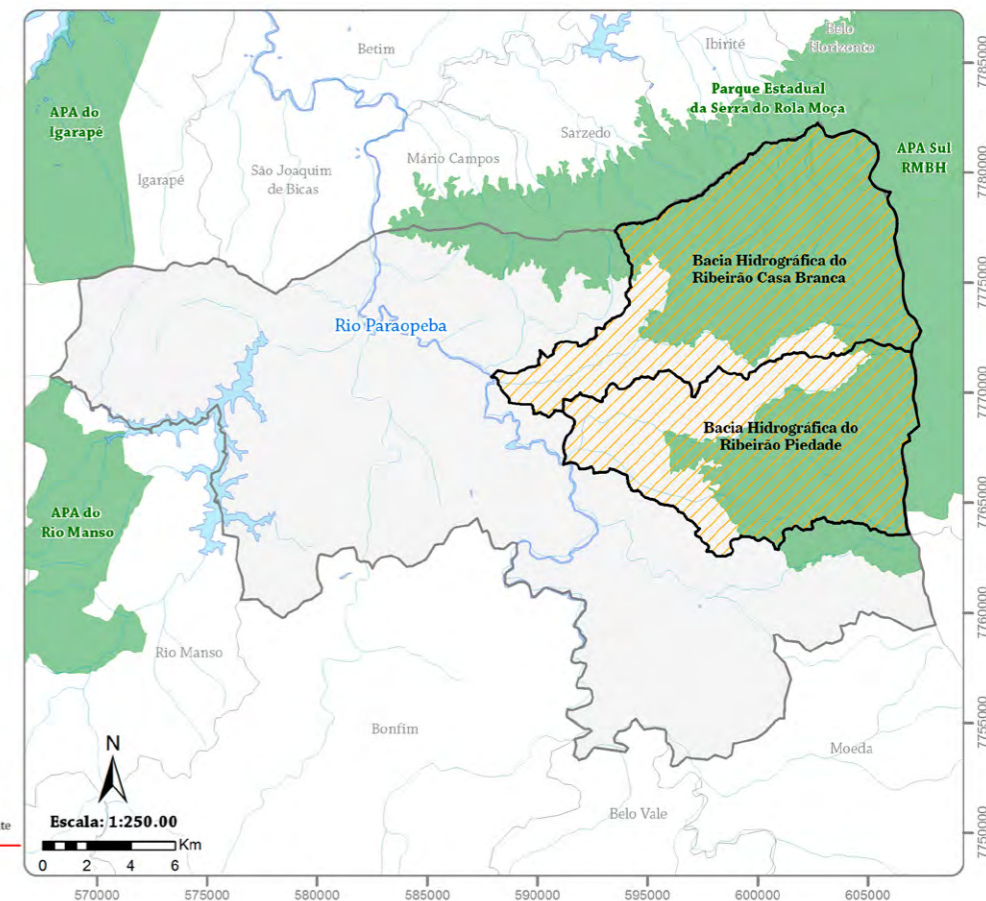 Belo
Horizonte
Betim
Ibirité
7785000
Parque Estadual
da Serra do Rola Moça
APA do
Igarapé
Sarzedo
APA Sul
RMBH
Mário Campos
São Joaquim
de Bicas
Igarapé
7780000
Bacia Hidrográfica do
Ribeirão Casa Branca
7775000
Rio Paraopeba
7770000
Bacia Hidrográfica do
Ribeirão Piedade
APA do
Rio Manso
7765000
7760000
Rio Manso
Bonfim
7755000
Moeda
N
Belo Vale
Escala: 1:250.00
Km
0 2 4 6
7750000
570000 575000 580000 585000 590000 595000 600000 605000